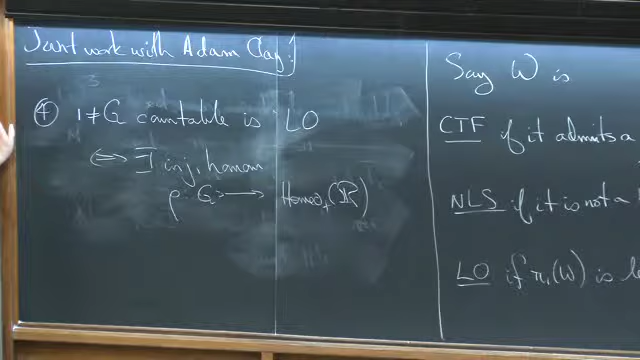 Joint work with Adam Clay!
④ 1 ≠ G countable is LO
⟺ ∃ inj. homom
ρ: G → Homeo₊(ℝ)
Say W is
CTF if it admits a
NLS if it is not a
LO if π₁(W) is